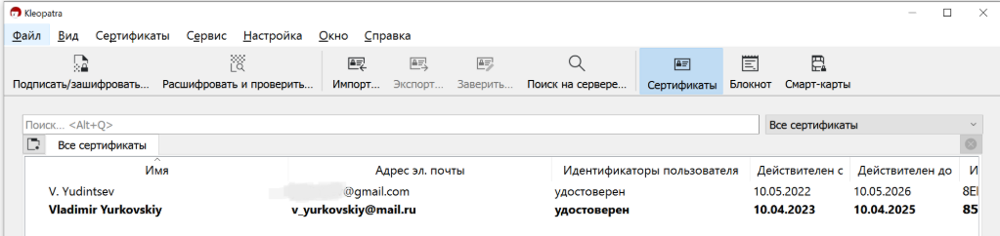 Kleopatra
Файл Вид Сертификаты Сервис Настройка Окно Справка
Подписать/зашифровать... Расшифровать и проверить... Импорт... Экспорт... Заверить... Поиск на сервере... Сертификаты Блокнот Смарт-карты
Поиск... <Alt+Q> Все сертификаты
Все сертификаты
Имя Адрес эл. почты Идентификаторы пользователя Действителен с Действителен до
V. Yudintsev @gmail.com удостоверен 10.05.2022 10.05.2026
Vladimir Yurkovskiy v_yurkovskiy@mail.ru удостоверен 10.04.2023 10.04.2025 85